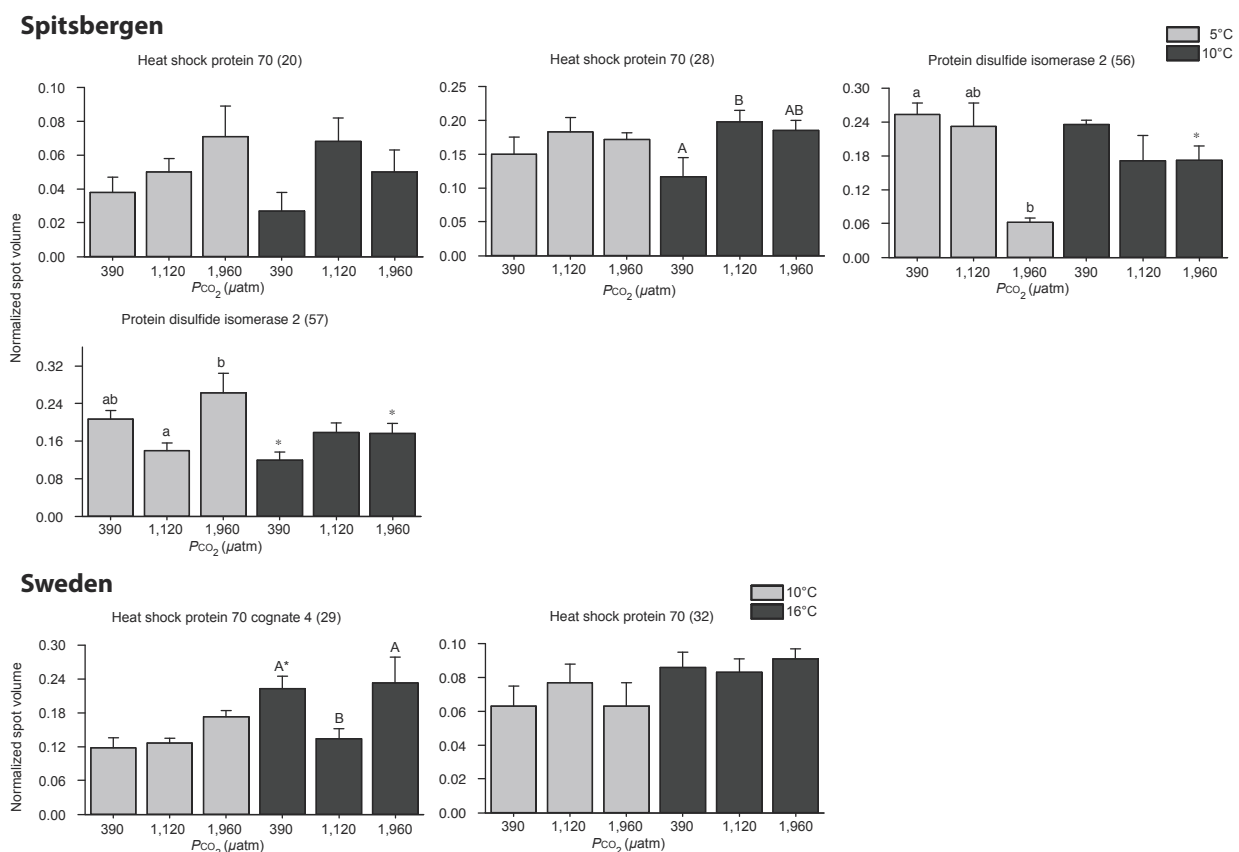 Spitsbergen
5°C
10°C
Heat shock protein 70 (20)
0.10
0.08
0.06
0.04
0.02
0.00
390 1,120 1,960 390 1,120 1,960
PCO2 (µatm)
Heat shock protein 70 (28)
0.25
0.20
0.15
0.10
0.05
0.00
A B AB
390 1,120 1,960 390 1,120 1,960
PCO2 (µatm)
Protein disulfide isomerase 2 (56)
0.30
0.24
0.18
0.12
0.06
0.00
a ab b *
390 1,120 1,960 390 1,120 1,960
PCO2 (µatm)
Normalized spot volume
Protein disulfide isomerase 2 (57)
0.32
0.24
0.16
0.08
0.00
ab a b * *
390 1,120 1,960 390 1,120 1,960
PCO2 (µatm)
Sweden
10°C
16°C
Heat shock protein 70 cognate 4 (29)
Normalized spot volume
0.30
0.24
0.18
0.12
0.06
0.00
A* B A
390 1,120 1,960 390 1,120 1,960
PCO2 (µatm)
Heat shock protein 70 (32)
0.10
0.08
0.06
0.04
0.02
0.00
390 1,120 1,960 390 1,120 1,960
PCO2 (µatm)